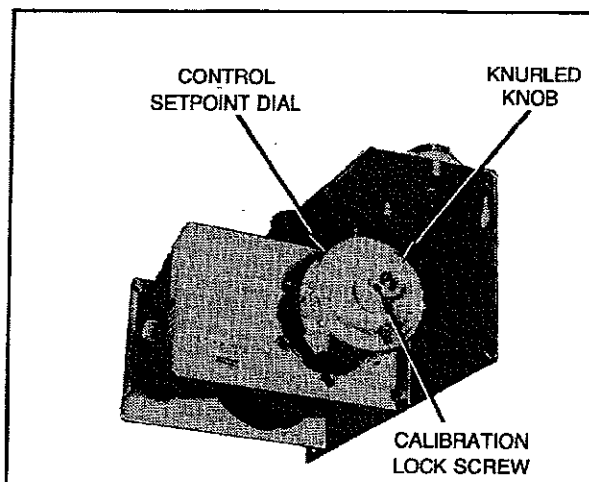 CONTROL
SETPOINT DIAL
KNURLED
KNOB
CALIBRATION
LOCK SCREW